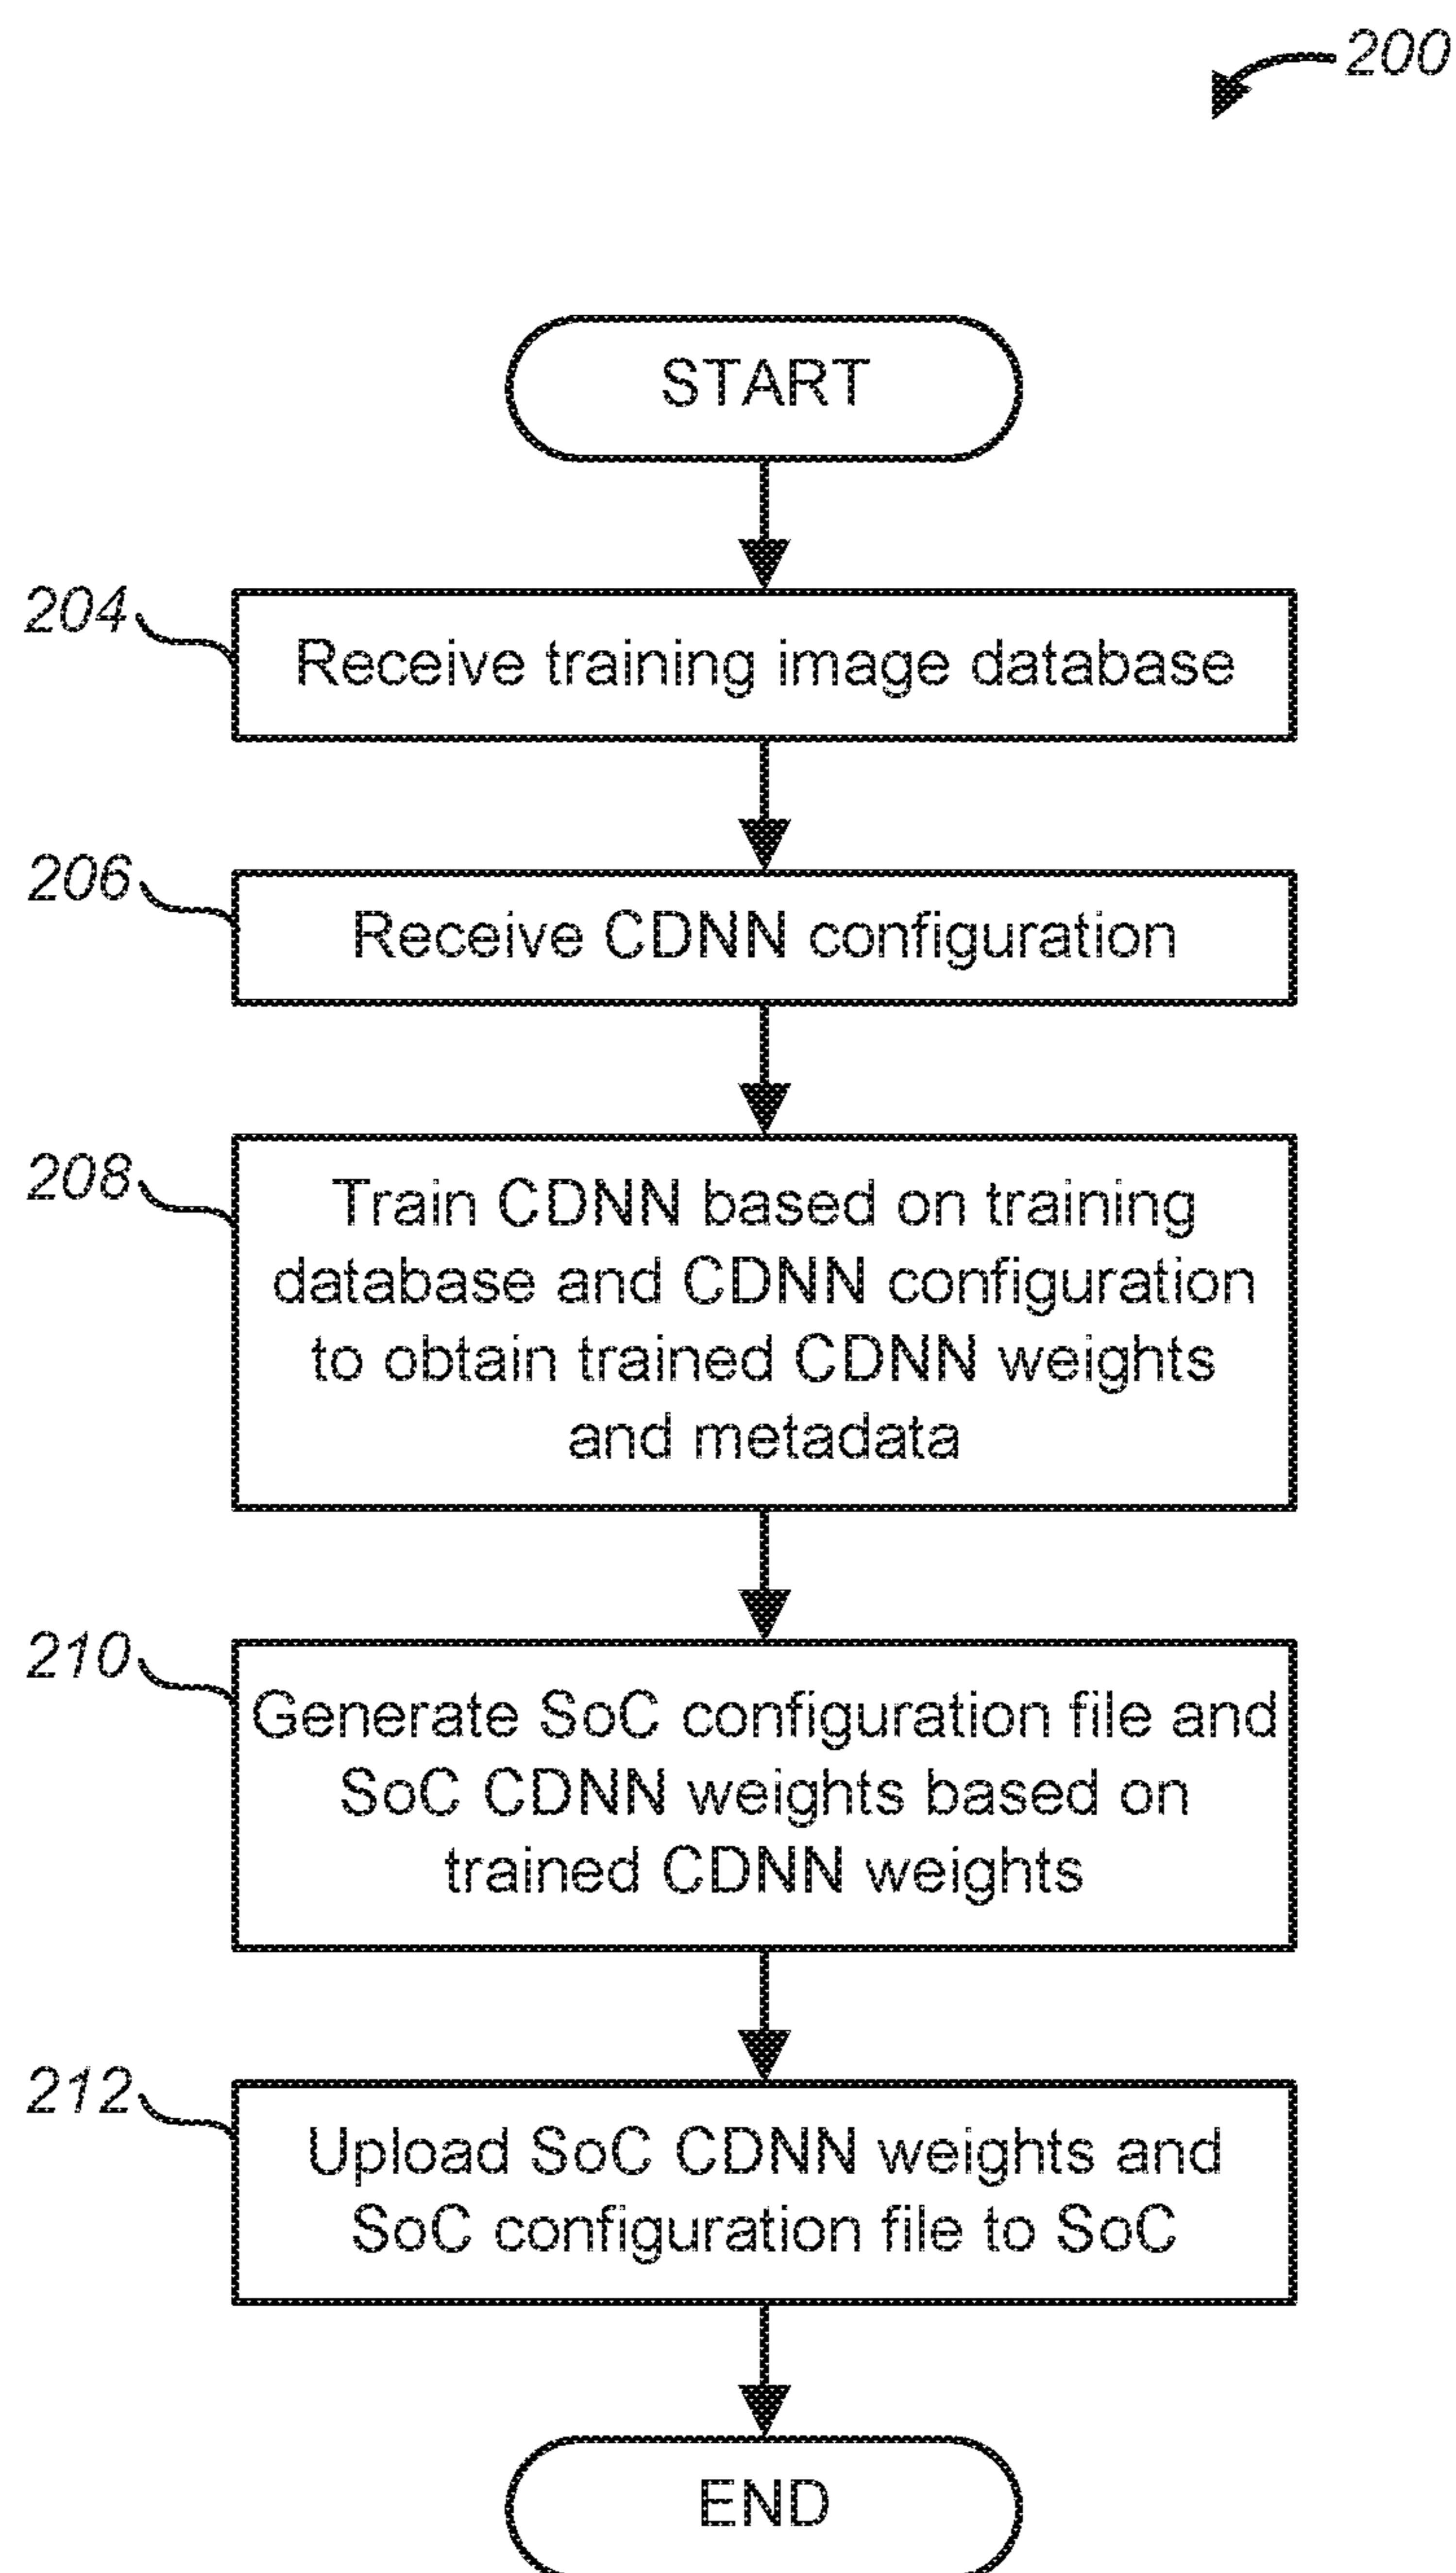 200
START
204
Receive training image database
206
Receive CDNN configuration
208
Train CDNN based on training
database and CDNN configuration
to obtain trained CDNN weights
and metadata
210
Generate SoC configuration file and
SoC CDNN weights based on
trained CDNN weights
212
Upload SoC CDNN weights and
SoC configuration file to SoC
END